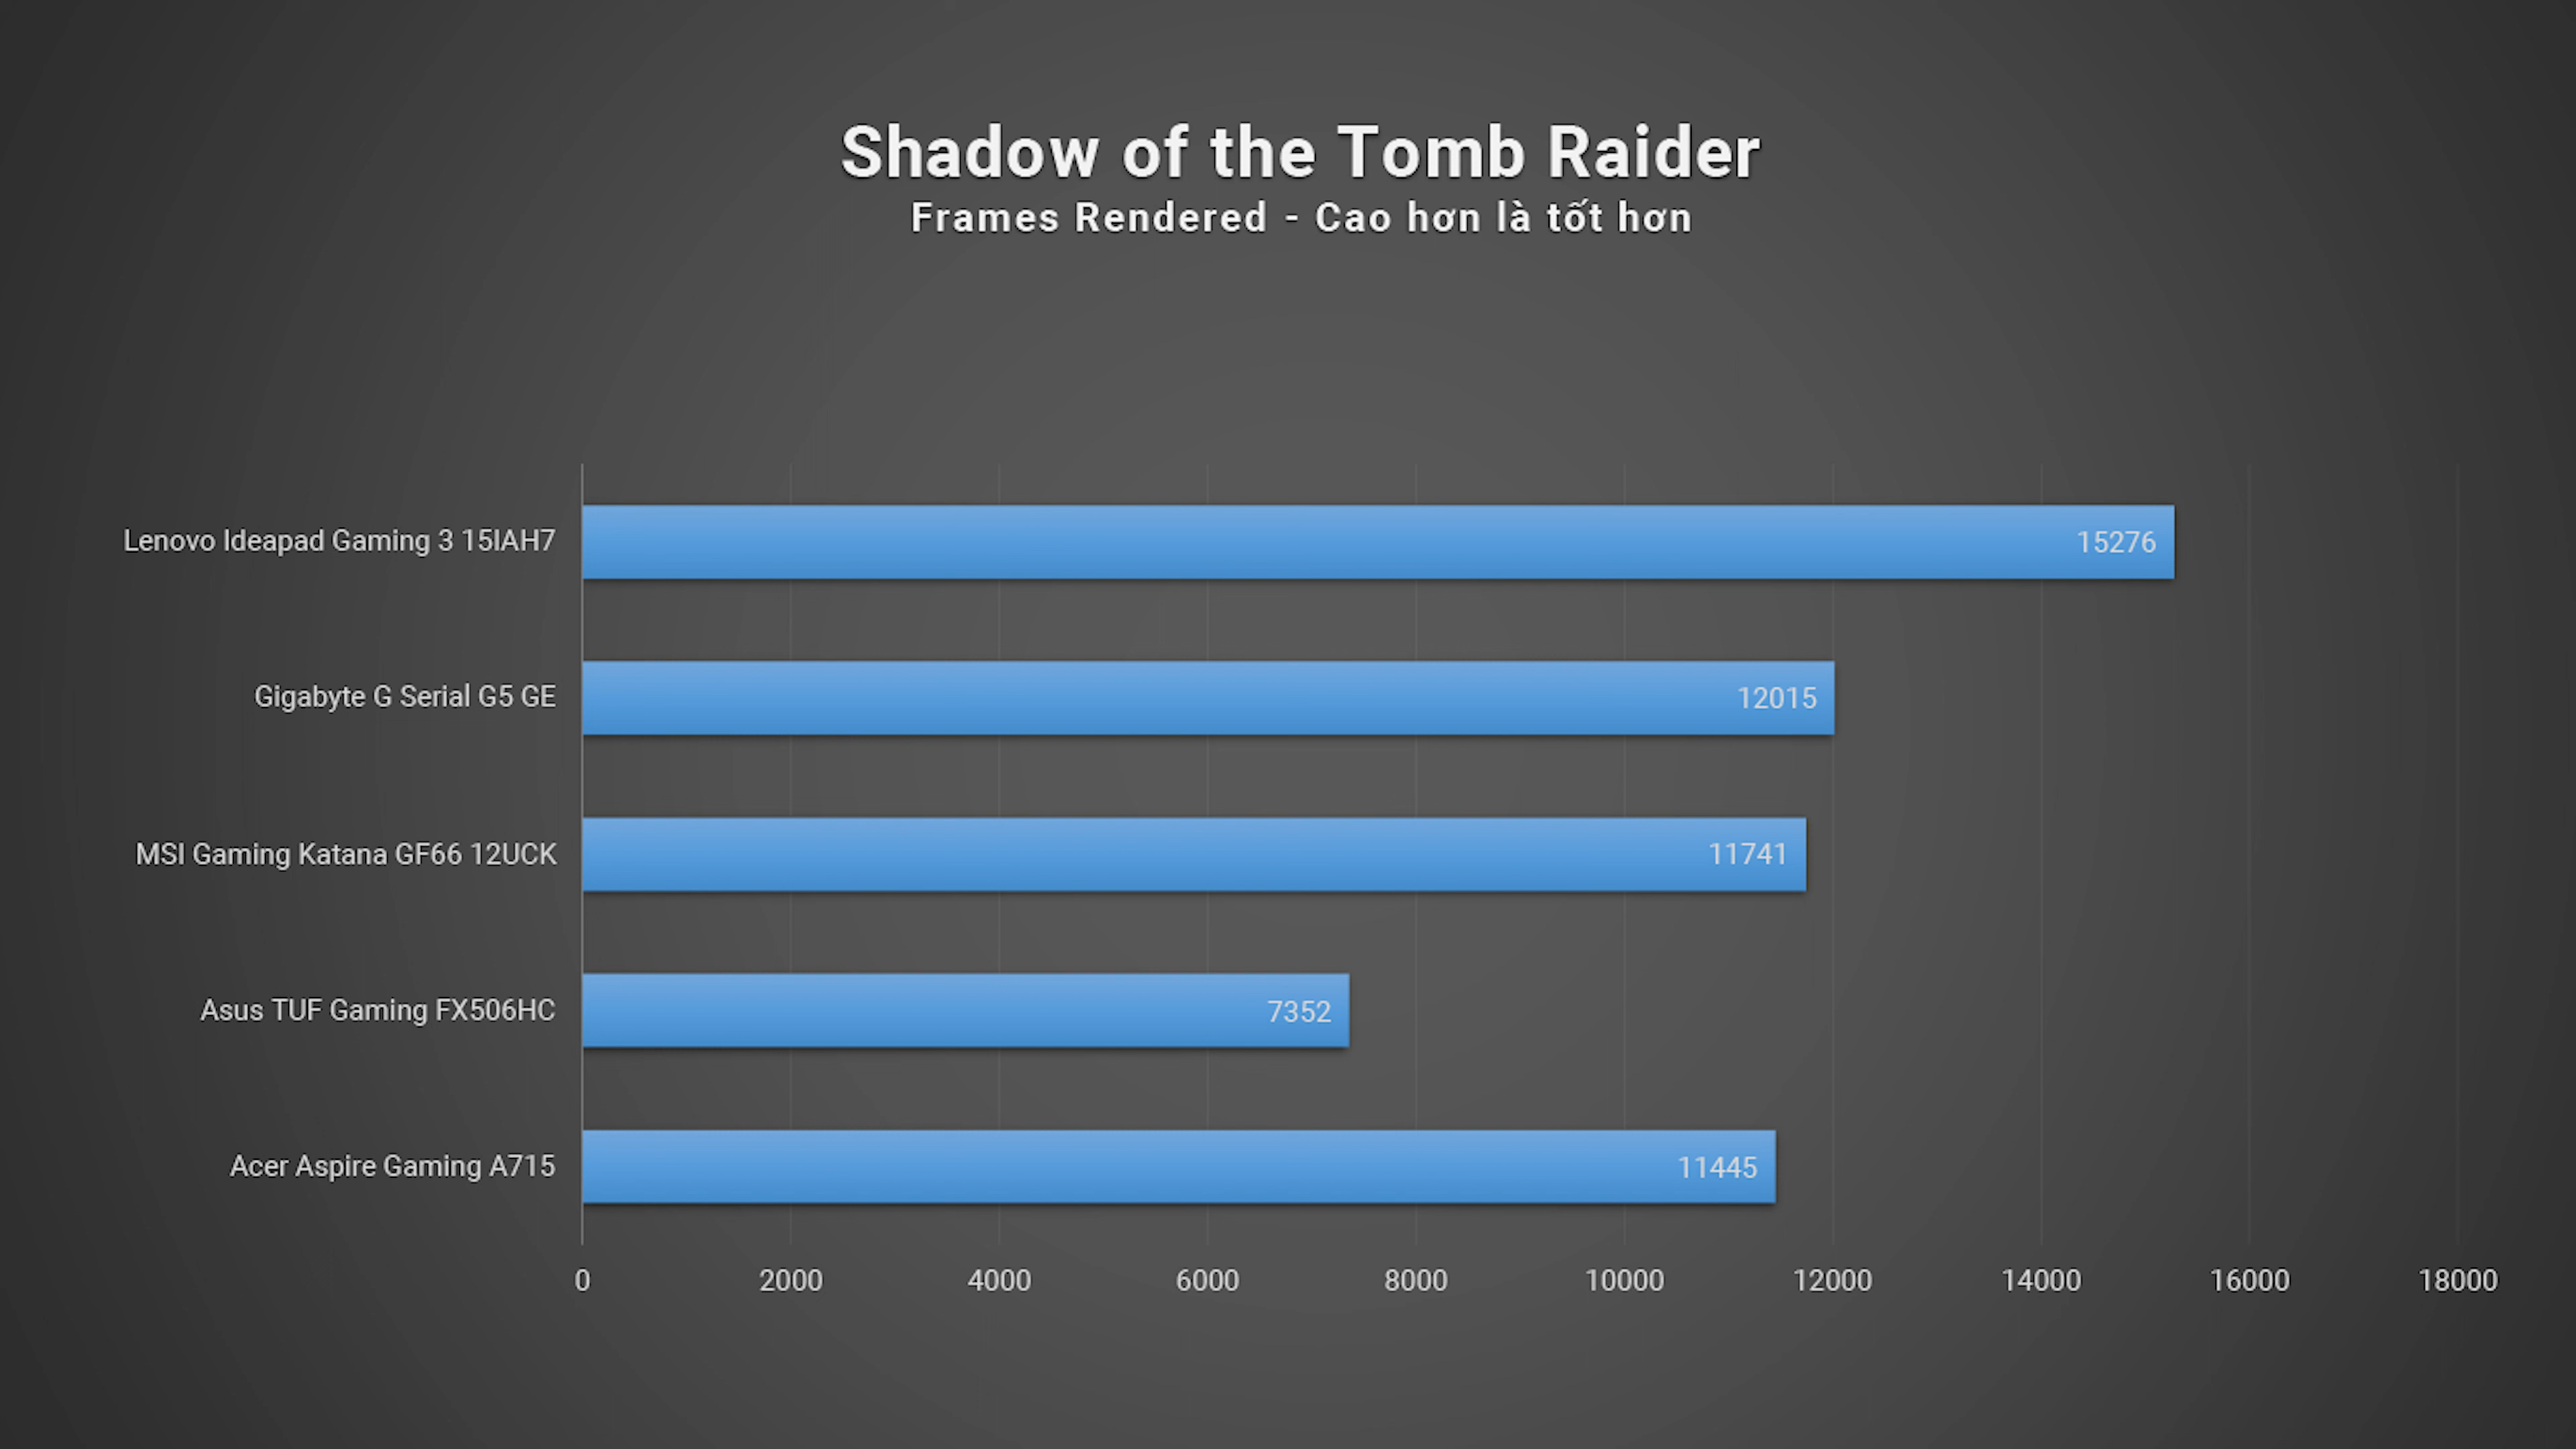 Shadow of the Tomb Raider
Frames Rendered - Cao hơn là tốt hơn
Lenovo Ideapad Gaming 3 15IAH7
15276
Gigabyte G Serial G5 GE
12015
MSI Gaming Katana GF66 12UCK
11741
Asus TUF Gaming FX506HC
7352
Acer Aspire Gaming A715
11445
0 2000 4000 6000 8000 10000 12000 14000 16000 18000